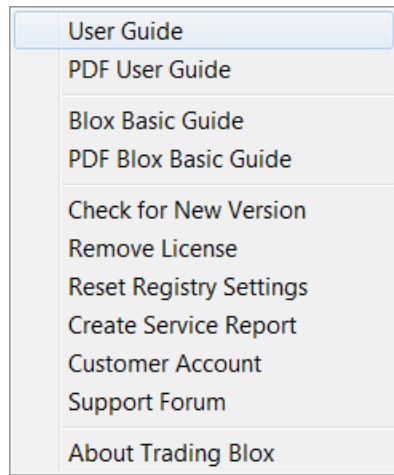 User Guide
PDF User Guide
Blox Basic Guide
PDF Blox Basic Guide
Check for New Version
Remove License
Reset Registry Settings
Create Service Report
Customer Account
Support Forum
About Trading Blox